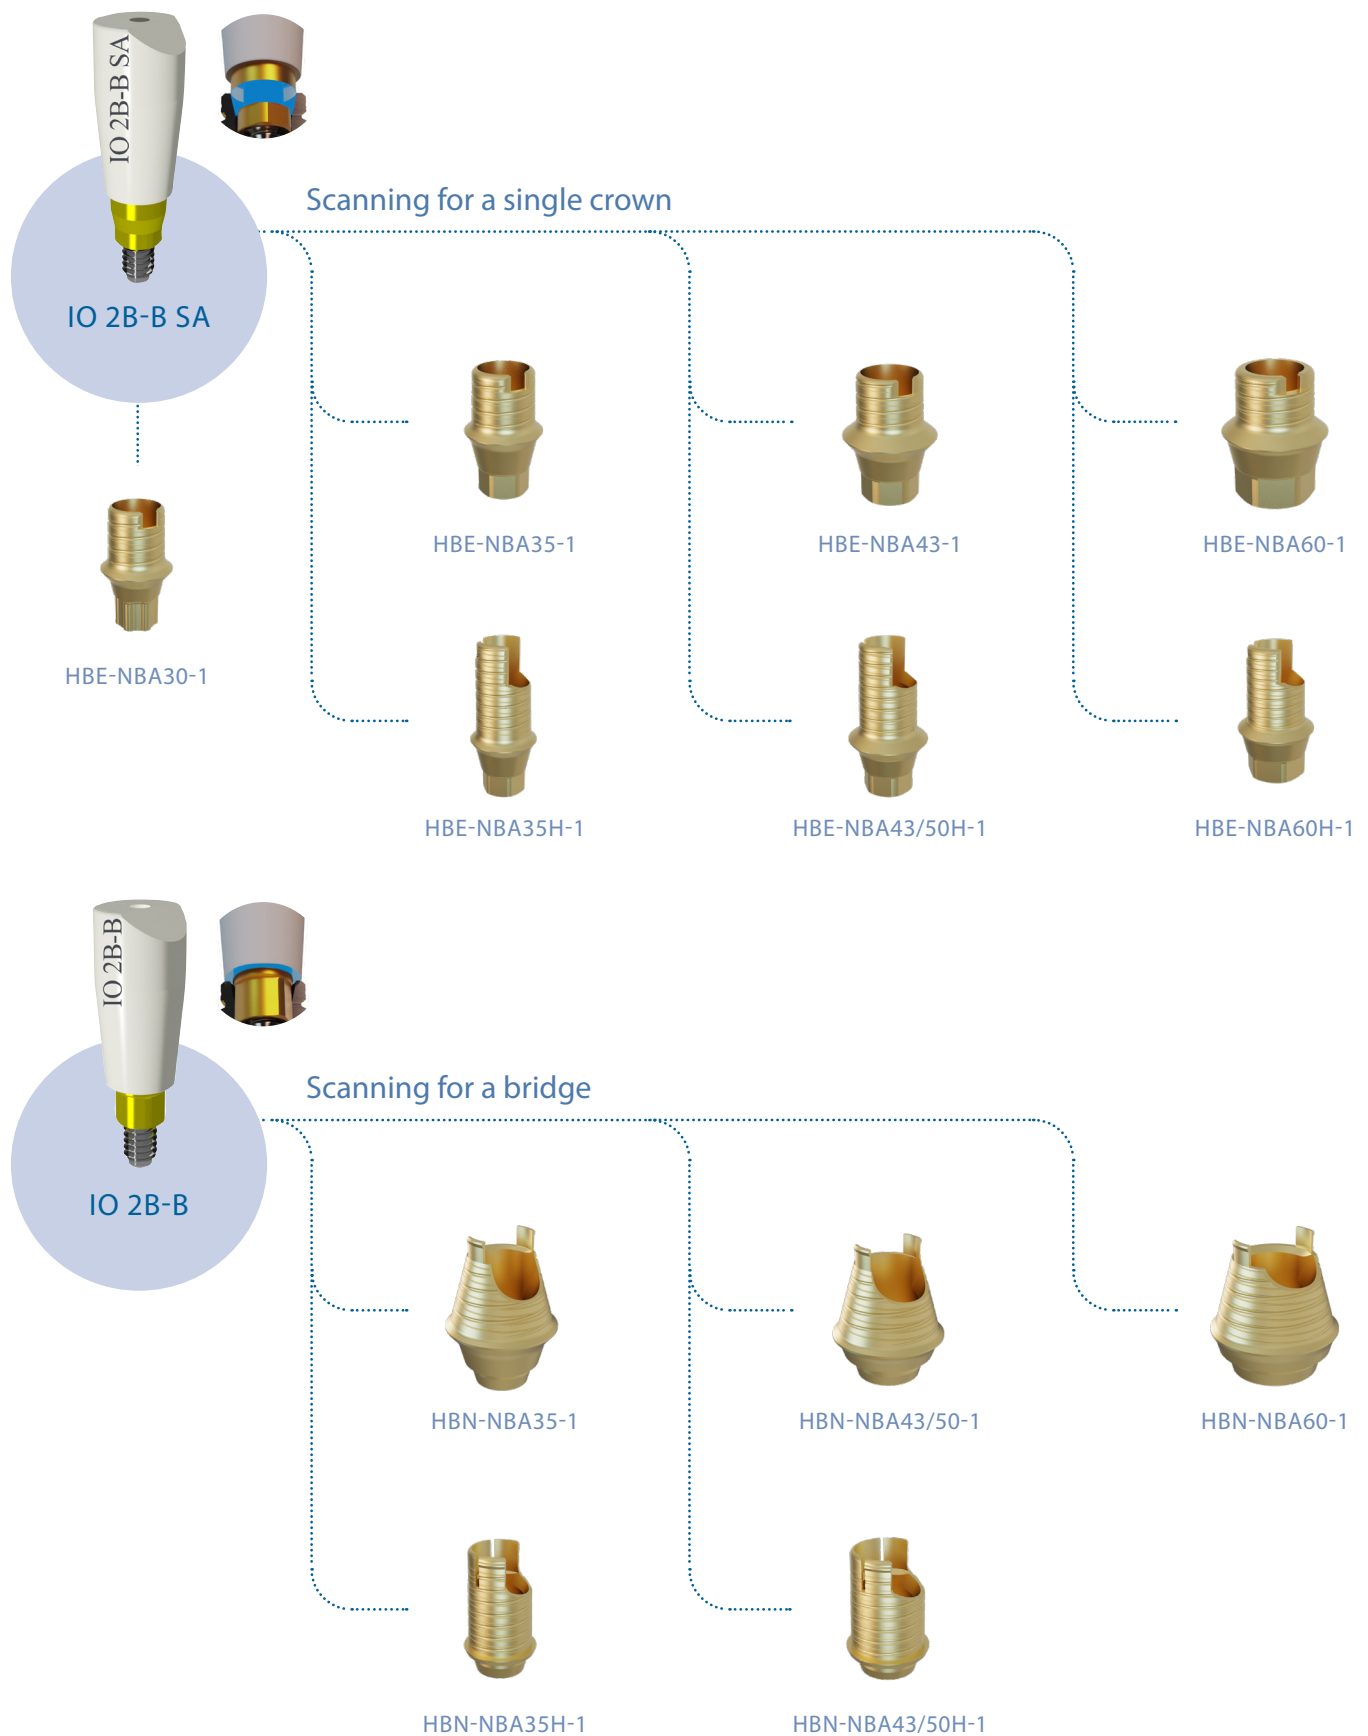 IO 2B-B SA
Scanning for a single crown
IO 2B-B SA
HBE-NBA35-1
HBE-NBA43-1
HBE-NBA60-1
HBE-NBA30-1
HBE-NBA35H-1
HBE-NBA43/50H-1
HBE-NBA60H-1
IO 2B-B
Scanning for a bridge
IO 2B-B
HBN-NBA35-1
HBN-NBA43/50-1
HBN-NBA60-1
HBN-NBA35H-1
HBN-NBA43/50H-1